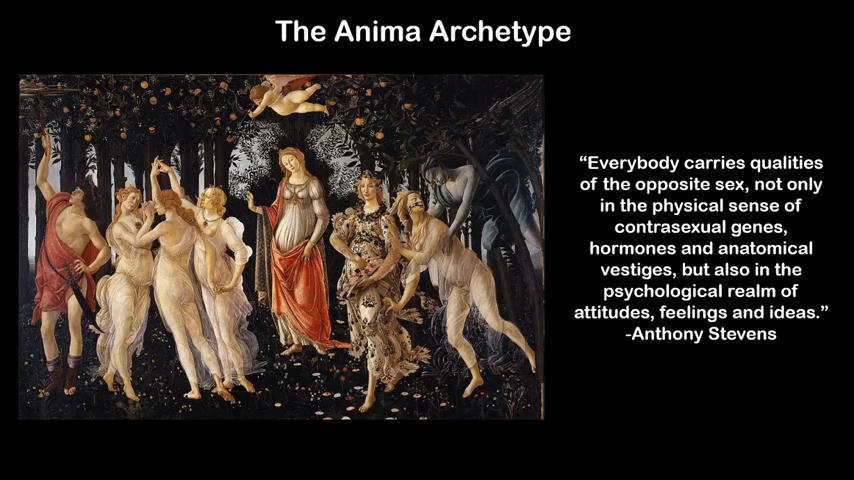 The Anima Archetype
“Everybody carries qualities
of the opposite sex, not only
in the physical sense of
contrasexual genes,
hormones and anatomical
vestiges, but also in the
psychological realm of
attitudes, feelings and ideas.”
-Anthony Stevens